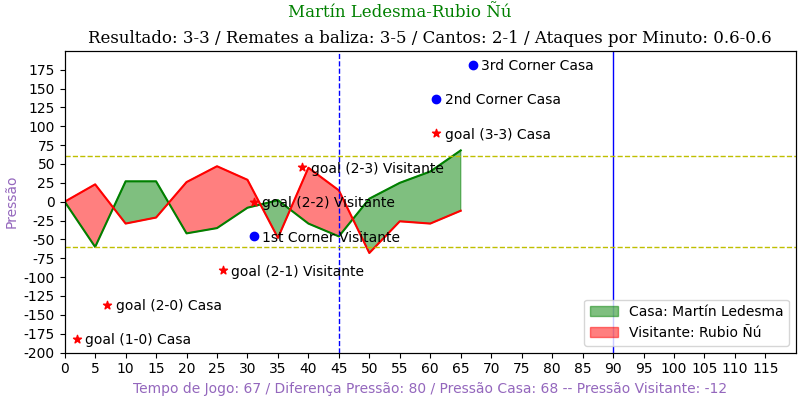 Martín Ledesma-Rubio Ñú
Resultado: 3-3 / Remates a baliza: 3-5 / Cantos: 2-1 / Ataques por Minuto: 0.6-0.6
Pressão
175
150
125
100
75
50
25
0
-25
-50
-75
-100
-125
-150
-175
-200
3rd Corner Casa
2nd Corner Casa
goal (3-3) Casa
goal (2-3) Visitante
goal (2-2) Visitante
1st Corner Visitante
goal (2-1) Visitante
goal (2-0) Casa
goal (1-0) Casa
Casa: Martín Ledesma
Visitante: Rubio Ñú
0 5 10 15 20 25 30 35 40 45 50 55 60 65 70 75 80 85 90 95 100 105 110 115
Tempo de Jogo: 67 / Diferença Pressão: 80 / Pressão Casa: 68 -- Pressão Visitante: -12